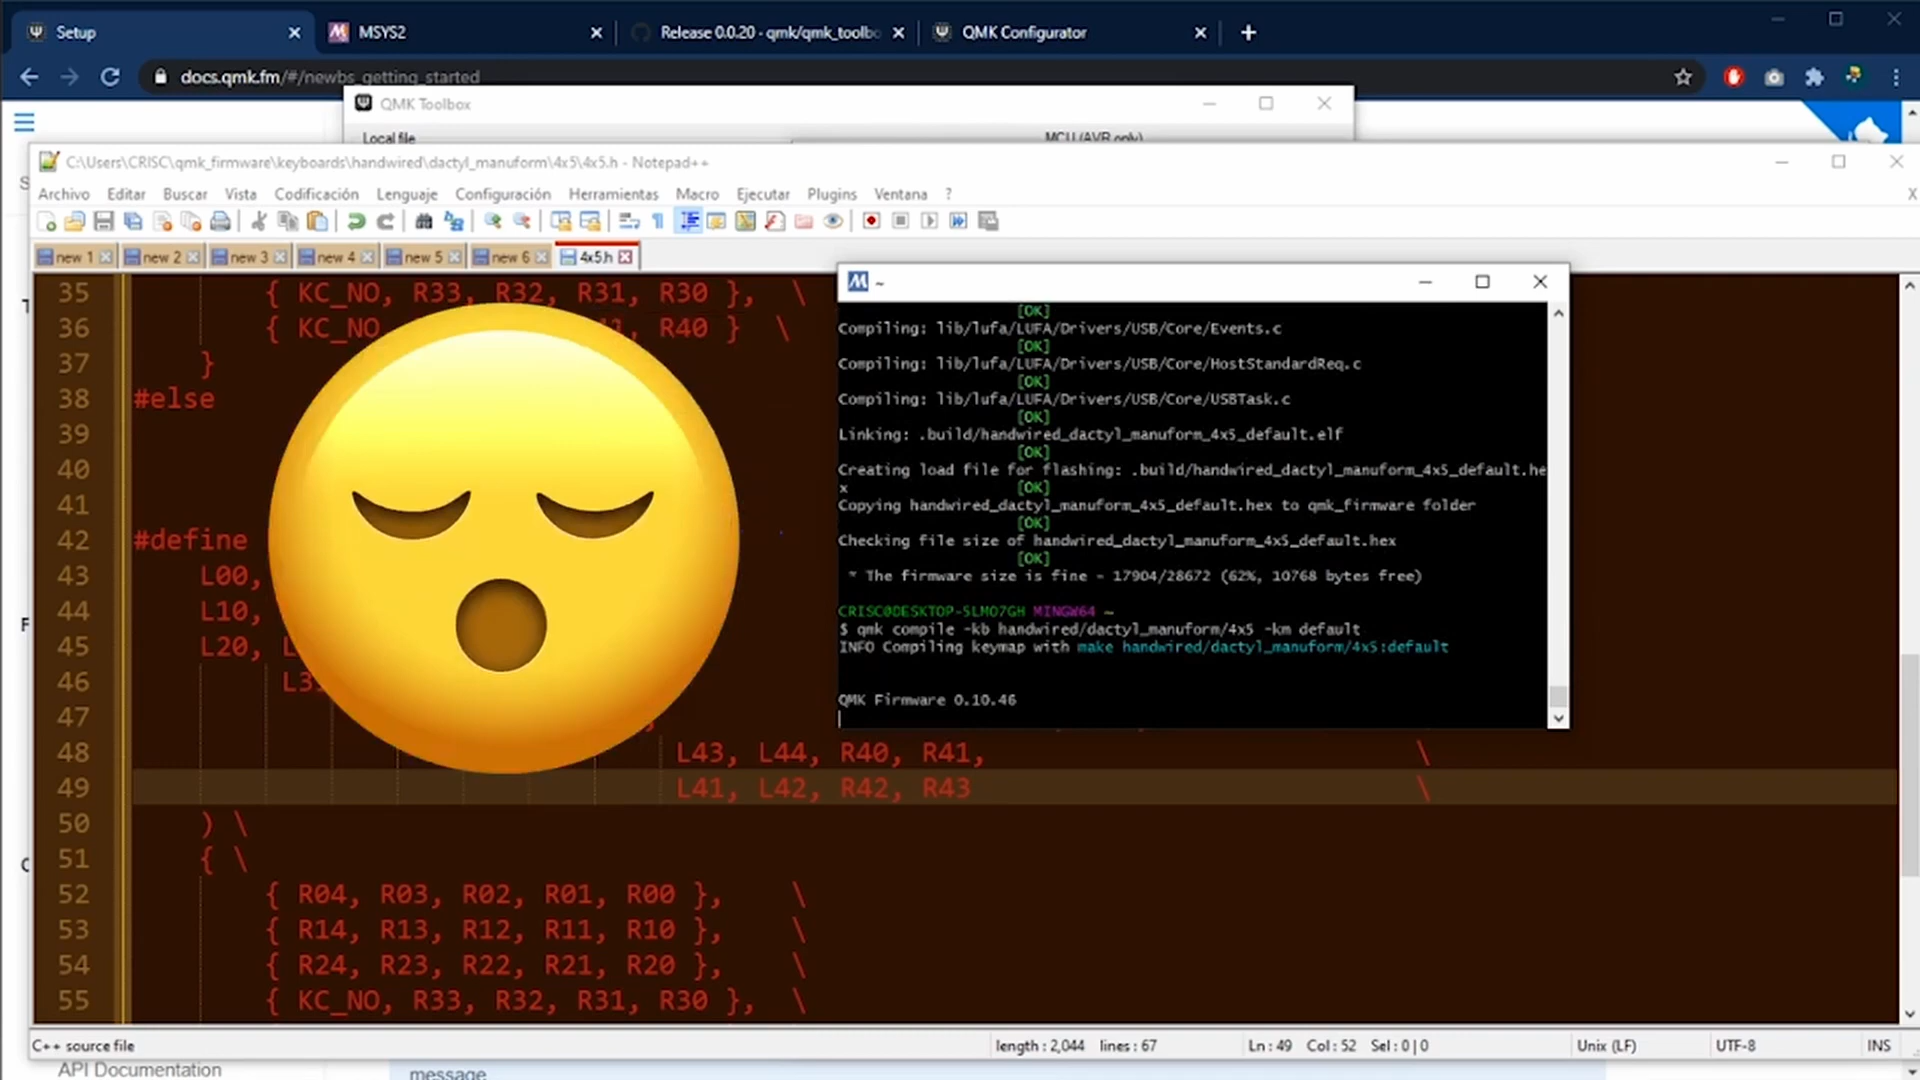 Setup
MSYS2
Release 0.0.20 · qmk/qmk_toolbo
QMK Configurator
docs.qmk.fm/#/newbs_getting_started
QMK Toolbox
Local file
MCU (AVR only)
C:\Users\CRISC\qmk_firmware\keyboards\handwired\dactyl_manuform\4x5\4x5.h - Notepad++
Archivo Editar Buscar Vista Codificación Lenguaje Configuración Herramientas Macro Ejecutar Plugins Ventana ?
X
new 1 new 2 new 3 new 4 new 5 new 6 4x5.h
35 { KC_NO, R33, R32, R31, R30 }, \
36 { KC_NO, R40 } \
37 }
38 #else
39
40
41
42 #define
43 L00,
44 L10,
45 L20,
46
47
48 L43, L44, R40, R41, \
49 L41, L42, R42, R43 \
50 ) \
51 { \
52 { R04, R03, R02, R01, R00 }, \
53 { R14, R13, R12, R11, R10 }, \
54 { R24, R23, R22, R21, R20 }, \
55 { KC_NO, R33, R32, R31, R30 }, \
~
[OK]
Compiling: lib/lufa/LUFA/Drivers/USB/Core/Events.c
[OK]
Compiling: lib/lufa/LUFA/Drivers/USB/Core/HostStandardReq.c
[OK]
Compiling: lib/lufa/LUFA/Drivers/USB/Core/USBTask.c
[OK]
Linking: .build/handwired_dactyl_manuform_4x5_default.elf
[OK]
Creating load file for flashing: .build/handwired_dactyl_manuform_4x5_default.he
x [OK]
Copying handwired_dactyl_manuform_4x5_default.hex to qmk_firmware folder
[OK]
Checking file size of handwired_dactyl_manuform_4x5_default.hex
[OK]
* The firmware size is fine - 17904/28672 (62%, 10768 bytes free)
CRISC@DESKTOP-SLMO7GH MINGW64 ~
$ qmk compile -kb handwired/dactyl_manuform/4x5 -km default
INFO Compiling keymap with make handwired/dactyl_manuform/4x5:default
QMK Firmware 0.10.46
C++ source file
length : 2,044 lines : 67
Ln : 49 Col : 52 Sel : 0 | 0
Unix (LF)
UTF-8
INS
API Documentation
message